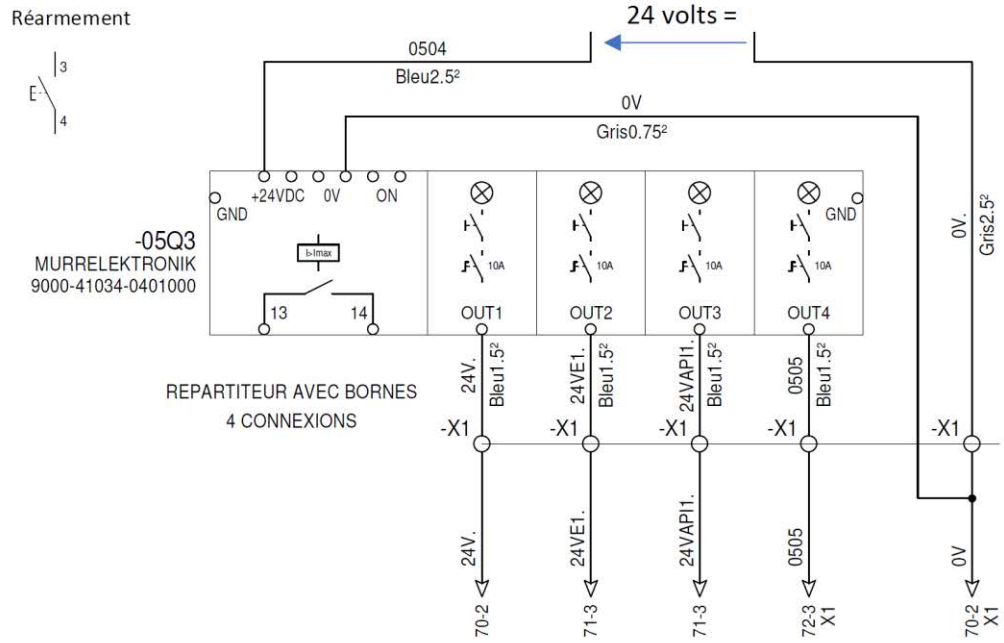 Réarmement
24 volts =
3
E
4
0504
Bleu2.5²
0V
Gris0.75²
+24VDC 0V ON
GND
GND
-05Q3
MURRELEKTRONIK
9000-41034-0401000
I>Imax
13 14
10A 10A 10A 10A
OUT1 OUT2 OUT3 OUT4
0V.
Gris2.5²
24V.
Bleu1.5²
24VE1.
Bleu1.5²
24VAPI1.
Bleu1.5²
0505
Bleu1.5²
REPARTITEUR AVEC BORNES
4 CONNEXIONS
-X1 -X1 -X1 -X1 -X1
24V. 24VE1. 24VAPI1. 0505 0V
70-2 71-3 71-3 72-3 70-2
X1 X1